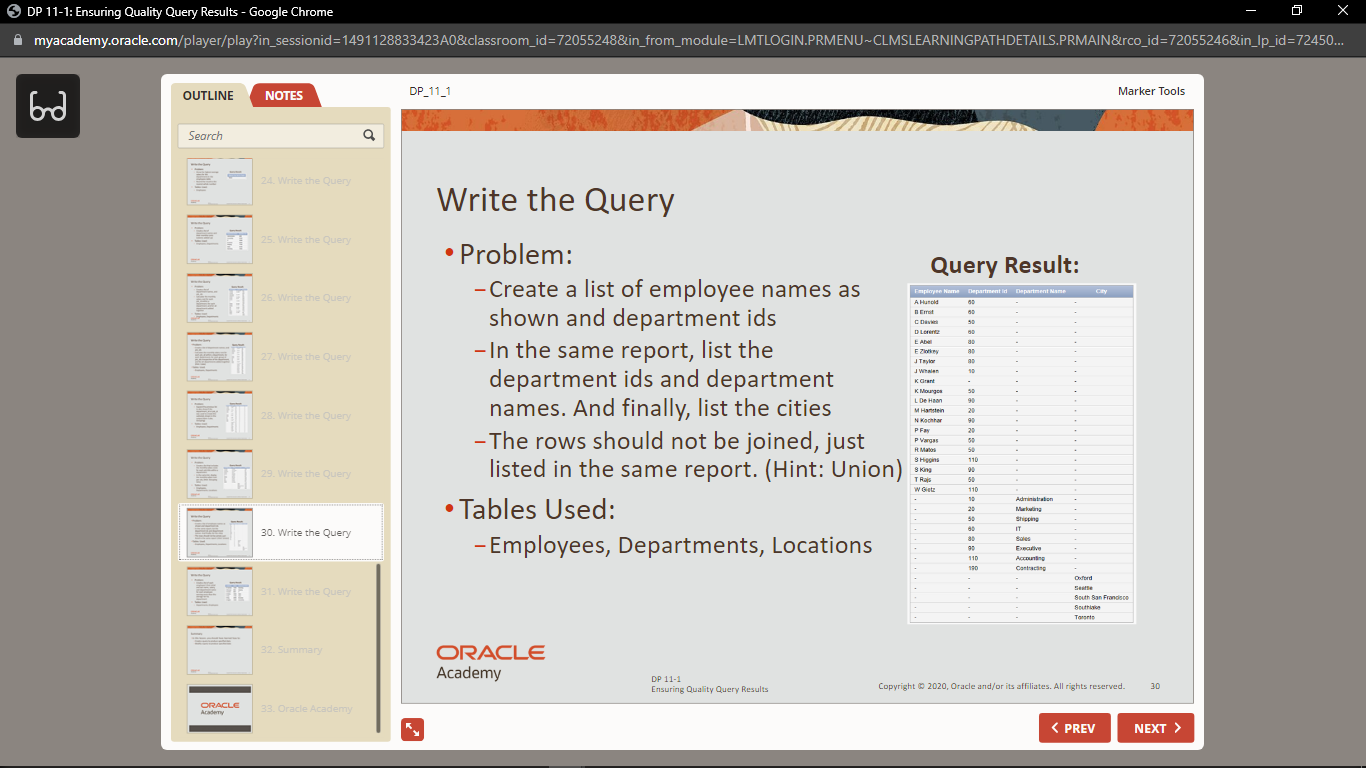 DP 11-1: Ensuring Quality Query Results - Google Chrome
myacademy.oracle.com/player/play?in_sessionid=1491128833423A0&classroom_id=72055248&in_from_module=LMTLOGIN.PRMENU~CLMSLEARNINGPATHDETAILS.PRMAIN&rco_id=72055246&in_lp_id=72450...
OUTLINE
NOTES
Search
24. Write the Query
25. Write the Query
26. Write the Query
27. Write the Query
28. Write the Query
29. Write the Query
30. Write the Query
31. Write the Query
32. Summary
33. Oracle Academy
DP_11_1
Marker Tools
Write the Query
• Problem:
– Create a list of employee names as
shown and department ids
– In the same report, list the
department ids and department
names. And finally, list the cities
– The rows should not be joined, just
listed in the same report. (Hint: Union)
• Tables Used:
– Employees, Departments, Locations
Query Result:
Employee Name Department Id Department Name City
A Hunold 60 - -
B Ernst 60 - -
C Davies 50 - -
D Lorentz 60 - -
E Abel 80 - -
E Zlotkey 80 - -
J Taylor 80 - -
J Whalen 10 - -
K Grant - - -
K Mourgos 50 - -
L De Haan 90 - -
M Hartstein 20 - -
N Kochhar 90 - -
P Fay 20 - -
P Vargas 50 - -
R Matos 50 - -
S Higgins 110 - -
S King 90 - -
T Rajs 50 - -
W Gietz 110 - -
- 10 Administration -
- 20 Marketing -
- 50 Shipping -
- 60 IT -
- 80 Sales -
- 90 Executive -
- 110 Accounting -
- 190 Contracting -
- - - Oxford
- - - Seattle
- - - South San Francisco
- - - Southlake
- - - Toronto
ORACLE
Academy
DP 11-1
Ensuring Quality Query Results
Copyright © 2020, Oracle and/or its affiliates. All rights reserved.
30
PREV
NEXT